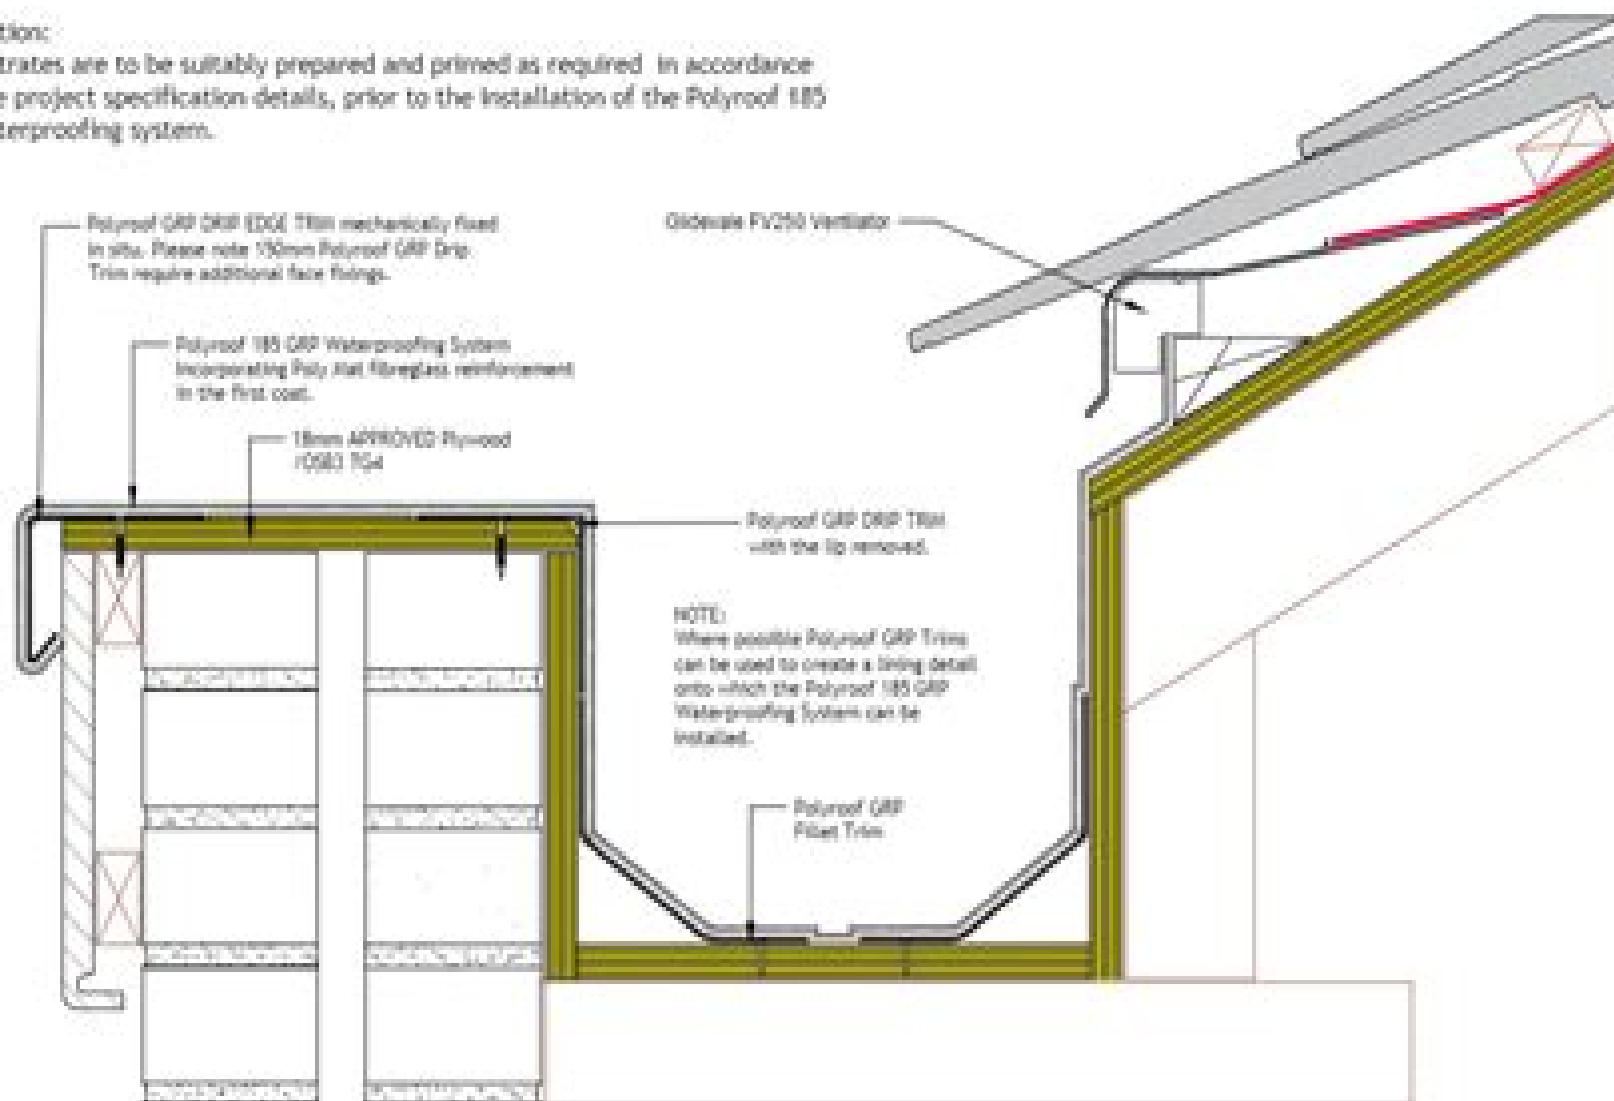 tion:
trates are to be suitably prepared and primed as required in accordance
e project specification details, prior to the installation of the Polyroof 185
terproofing system.
Polyroof GRP DRIP EDGE TRIM mechanically fixed
in situ. Please note 150mm Polyroof GRP Drip
Trim require additional face fixings.
Glidevale FV250 Ventilator
Polyroof 185 GRP Waterproofing System
incorporating Poly Mat fibreglass reinforcement
in the first coat.
18mm APPROVED Plywood
/OSB3 TG4
Polyroof GRP DRIP TRIM
with the lip removed.
NOTE:
Where possible Polyroof GRP Trims
can be used to create a lining detail
onto which the Polyroof 185 GRP
Waterproofing System can be
installed.
Polyroof GRP
Fillet Trim